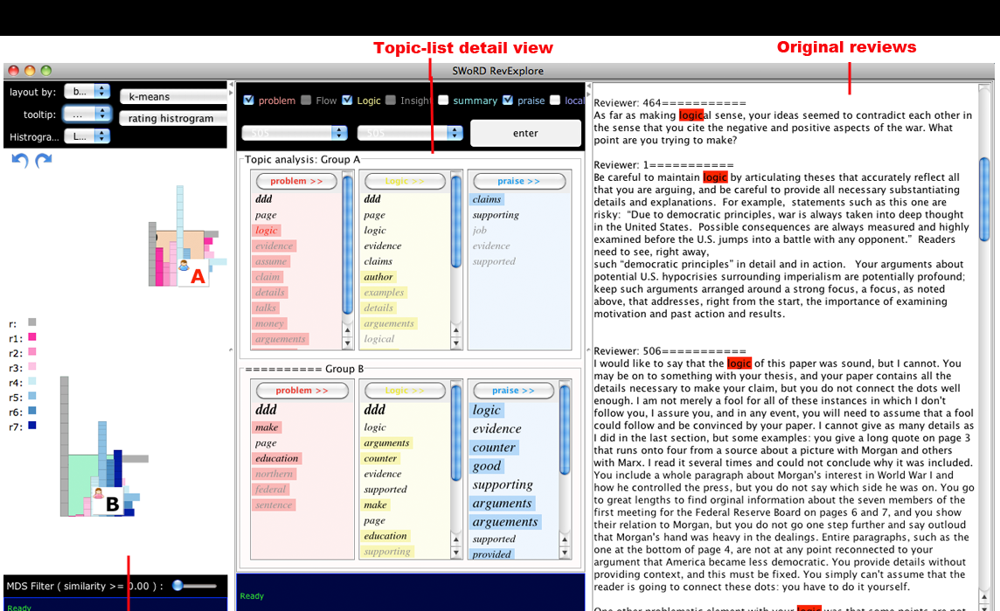 Topic-list detail view
Original reviews
SWoRD RevExplore
layout by:
b...
k-means
tooltip:
...
rating histrogram
Histogra...
L...
problem
Flow
Logic
Insight
summary
praise
local
sos
sos
enter
Topic analysis: Group A
problem >>
ddd
page
logic
evidence
assume
claim
details
talks
money
arguements
Logic >>
ddd
page
logic
evidence
claims
author
examples
details
arguements
logical
praise >>
claims
supporting
job
evidence
supported
A
r:
r1:
r2:
r3:
r4:
r5:
r6:
r7:
B
========== Group B
problem >>
ddd
make
page
education
northern
federal
sentence
Logic >>
ddd
logic
arguments
counter
evidence
supported
make
page
education
supporting
praise >>
logic
evidence
counter
good
supporting
arguments
arguements
supported
provided
MDS Filter ( similarity >= 0.00 ) :
Ready
Ready
Reviewer: 464===========
As far as making logical sense, your ideas seemed to contradict each other in
the sense that you cite the negative and positive aspects of the war. What
point are you trying to make?
Reviewer: 1===========
Be careful to maintain logic by articulating theses that accurately reflect all
that you are arguing, and be careful to provide all necessary substantiating
details and explanations.  For example,  statements such as this one are
risky:  “Due to democratic principles, war is always taken into deep thought
in the United States.  Possible consequences are always measured and highly
examined before the U.S. jumps into a battle with any opponent.”  Readers
need to see, right away,
such “democratic principles” in detail and in action.   Your arguments about
potential U.S. hypocrisies surrounding imperialism are potentially profound;
keep such arguments arranged around a strong focus, a focus, as noted
above, that addresses, right from the start, the importance of examining
motivation and past action and results.
Reviewer: 506===========
I would like to say that the logic of this paper was sound, but I cannot. You
may be on to something with your thesis, and your paper contains all the
details necessary to make your claim, but you do not connect the dots well
enough. I am not merely a fool for all of these instances in which I don't
follow you, I assure you, and in any event, you will need to assume that a fool
could follow and be convinced by your paper. I cannot give as many details as
I did in the last section, but some examples: you give a long quote on page 3
that runs onto four from a source about a picture with Morgan and others
with Marx. I read it several times and could not conclude why it was included.
You include a whole paragraph about Morgan's interest in World War I and
how he controlled the press, but you do not say which side he was on. You go
to great lengths to find orginal information about the seven members of the
first meeting for the Federal Reserve Board on pages 6 and 7, and you show
their relation to Morgan, but you do not go one step further and say outloud
that Morgan's hand was heavy in the dealings. Entire paragraphs, such as the
one at the bottom of page 4, are not at any point reconnected to your
argument that America became less democratic. You provide details without
providing context, and this must be fixed. You simply can't assume that the
reader is going to connect these dots: you have to do it yourself.
One other problematic element with your logic was that some points are not